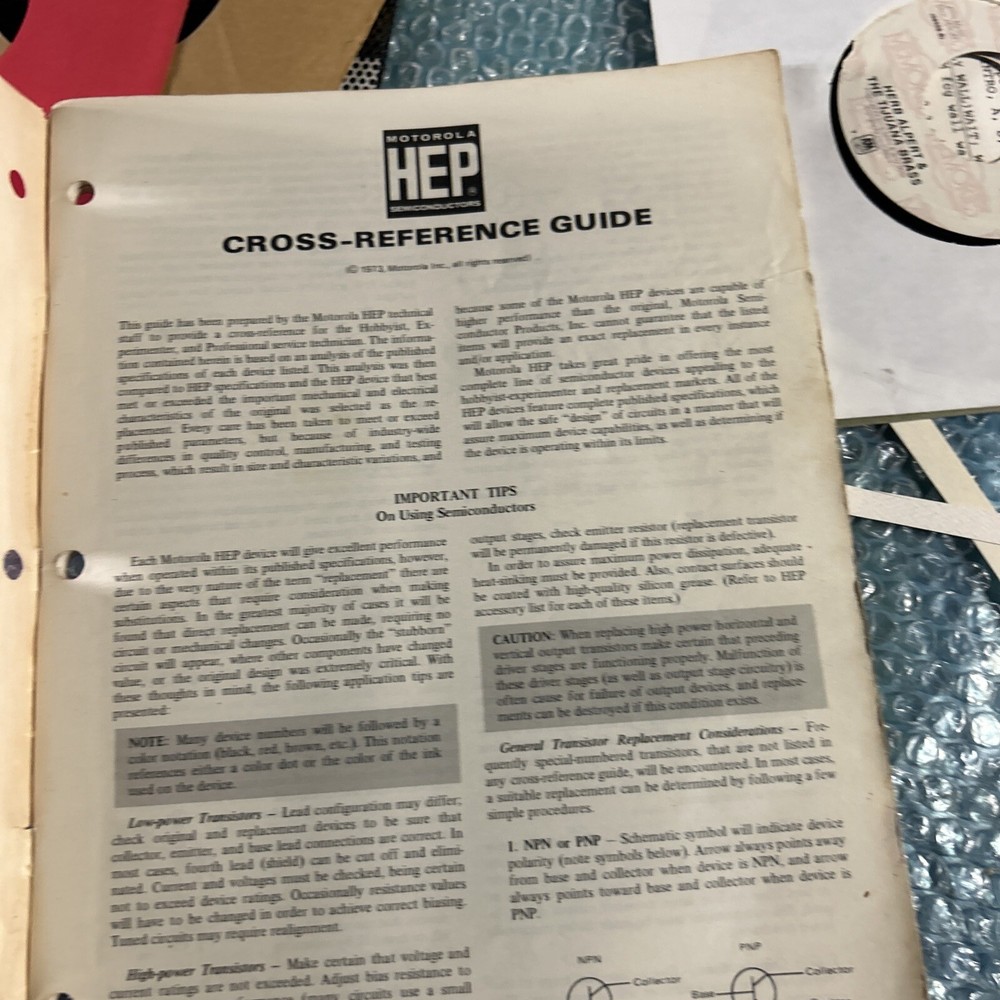 MOTOROLA
HEP
®
SEMICONDUCTORS
CROSS-REFERENCE GUIDE
© 1973, Motorola Inc., all rights reserved
This guide has been prepared by the Motorola HEP technical
staff to provide a cross-reference for the Hobbyist, Ex-
perimenter, and Professional service technician. The informa-
tion contained herein is based on an analysis of the published
specifications of each device listed. This analysis was then
compared to HEP specifications and the HEP device that best
met or exceeded the important mechanical and electrical
characteristics of the original was selected as the re-
placement. Every care has been taken to meet or exceed
published parameters, but because of industry-wide
differences in quality control, manufacturing, and testing
process, which result in size and characteristic variations, and
because some of the Motorola HEP devices are capable of
higher performance than the original, Motorola Semi-
conductor Products, Inc. cannot guarantee that the listed
items will provide an exact replacement in every instance
and/or application.
Motorola HEP takes great pride in offering the most
complete line of semiconductor devices appealing to the
hobbyist-experimenter and replacement markets. All of the
HEP devices feature complete published specifications, which
will allow the safe "design" of circuits in a manner that will
assure maximum device capabilities, as well as determining if
the device is operating within its limits.
IMPORTANT TIPS
On Using Semiconductors
Each Motorola HEP device will give excellent performance
when operated within its published specifications, however,
due to the very nature of the term "replacement" there are
certain aspects that require consideration when making
substitutions. In the greatest majority of cases it will be
found that direct replacement can be made, requiring no
circuit or mechanical changes. Occasionally the "stubborn"
circuit will appear, where other components have changed
value, or the original design was extremely critical. With
these thoughts in mind, the following application tips are
presented:
NOTE: Many device numbers will be followed by a
color notation (black, red, brown, etc.). This notation
references either a color dot or the color of the ink
used on the device.
Low-power Transistors – Lead configuration may differ;
check original and replacement devices to be sure that
collector, emitter, and base lead connections are correct. In
most cases, fourth lead (shield) can be cut off and elimi-
nated. Current and voltages must be checked, being certain
not to exceed device ratings. Occasionally resistance values
will have to be changed in order to achieve correct biasing.
Tuned circuits may require realignment.
High-power Transistors – Make certain that voltage and
current ratings are not exceeded. Adjust bias resistance to
(many circuits use a small
output stages, check emitter resistor (replacement transistor
will be permanently damaged if this resistor is defective).
In order to assure maximum power dissipation, adequate
heat-sinking must be provided. Also, contact surfaces should
be coated with high-quality silicon grease. (Refer to HEP
accessory list for each of these items.)
CAUTION: When replacing high power horizontal and
vertical output transistors make certain that preceding
driver stages are functioning properly. Malfunction of
these driver stages (as well as output stage circuitry) is
often cause for failure of output devices, and replace-
ments can be destroyed if this condition exists.
General Transistor Replacement Considerations – Fre-
quently special-numbered transistors, that are not listed in
any cross-reference guide, will be encountered. In most cases,
a suitable replacement can be determined by following a few
simple procedures.
I. NPN or PNP – Schematic symbol will indicate device
polarity (note symbols below). Arrow always points away
from base and collector when device is NPN, and arrow
always points toward base and collector when device is
PNP.
NPN
Collector
PNP
Base
Collector
HERB ALPERT &
THE TIJUANA BRASS